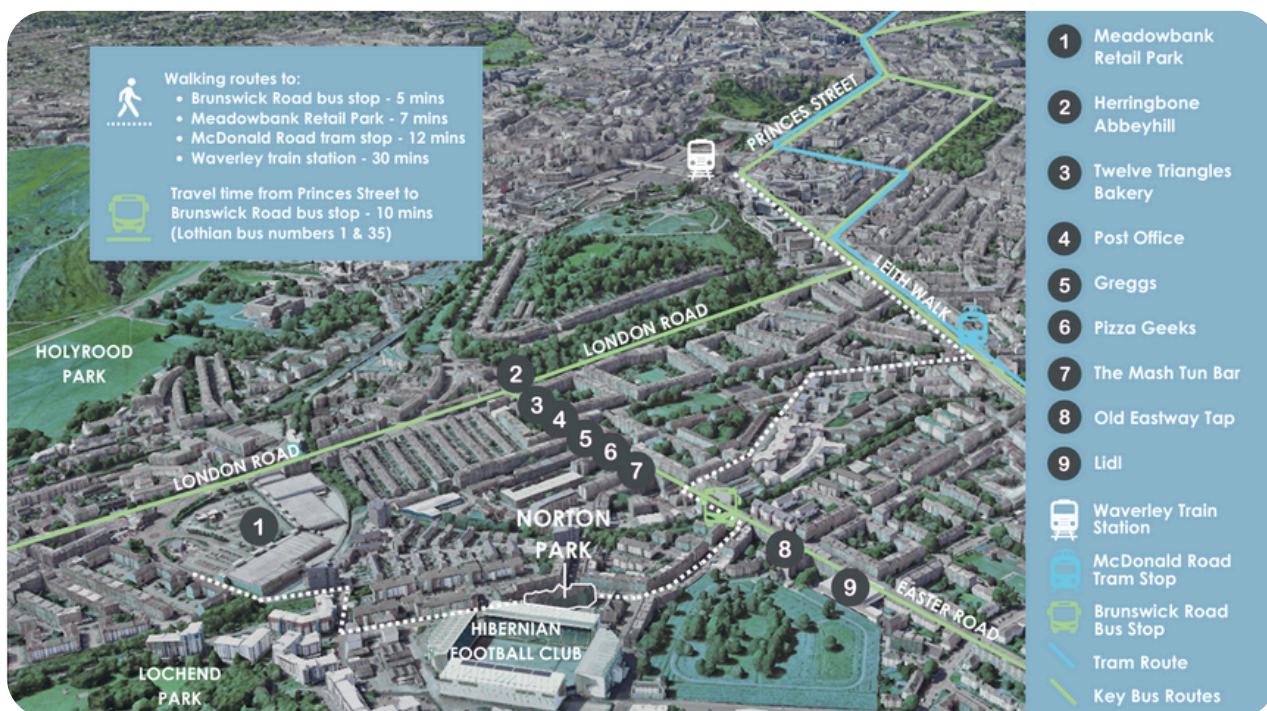 Walking routes to:
• Brunswick Road bus stop - 5 mins
• Meadowbank Retail Park - 7 mins
• McDonald Road tram stop - 12 mins
• Waverley train station - 30 mins
Travel time from Princes Street to
Brunswick Road bus stop - 10 mins
(Lothian bus numbers 1 & 35)
PRINCES STREET
LEITH WALK
LONDON ROAD
HOLYROOD
PARK
2
3
4
5
6
7
LONDON ROAD
1
NORTON
PARK
8
9
EASTER ROAD
HIBERNIAN
FOOTBALL CLUB
LOCHEND
PARK
1 Meadowbank
Retail Park
2 Herringbone
Abbeyhill
3 Twelve Triangles
Bakery
4 Post Office
5 Greggs
6 Pizza Geeks
7 The Mash Tun Bar
8 Old Eastway Tap
9 Lidl
Waverley Train
Station
McDonald Road
Tram Stop
Brunswick Road
Bus Stop
Tram Route
Key Bus Routes